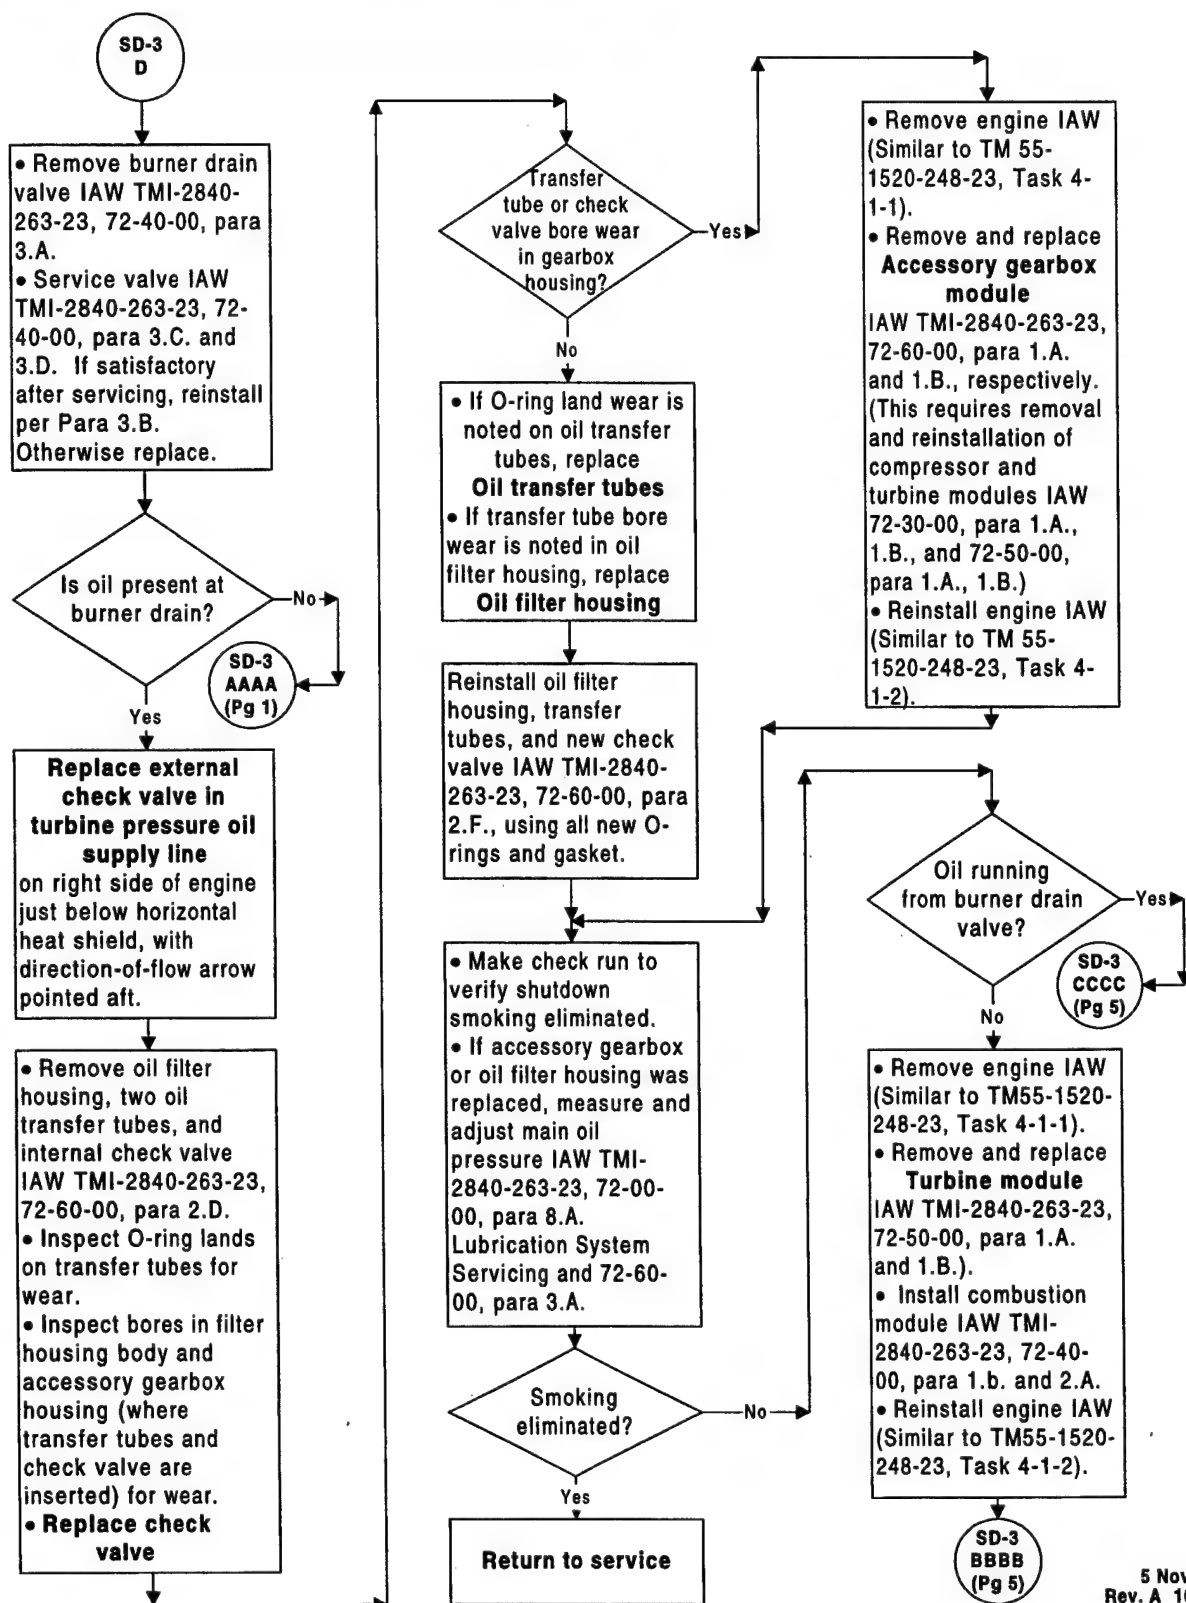 SD-3
D
• Remove burner drain
valve IAW TMI-2840-
263-23, 72-40-00, para
3.A.
• Service valve IAW
TMI-2840-263-23, 72-
40-00, para 3.C. and
3.D. If satisfactory
after servicing, reinstall
per Para 3.B.
Otherwise replace.
Is oil present at
burner drain?
No
SD-3
AAAA
(Pg 1)
Yes
Replace external
check valve in
turbine pressure oil
supply line
on right side of engine
just below horizontal
heat shield, with
direction-of-flow arrow
pointed aft.
• Remove oil filter
housing, two oil
transfer tubes, and
internal check valve
IAW TMI-2840-263-23,
72-60-00, para 2.D.
• Inspect O-ring lands
on transfer tubes for
wear.
• Inspect bores in filter
housing body and
accessory gearbox
housing (where
transfer tubes and
check valve are
inserted) for wear.
• Replace check
valve
Transfer
tube or check
valve bore wear
in gearbox
housing?
Yes
No
• If O-ring land wear is
noted on oil transfer
tubes, replace
Oil transfer tubes
• If transfer tube bore
wear is noted in oil
filter housing, replace
Oil filter housing
Reinstall oil filter
housing, transfer
tubes, and new check
valve IAW TMI-2840-
263-23, 72-60-00, para
2.F., using all new O-
rings and gasket.
• Make check run to
verify shutdown
smoking eliminated.
• If accessory gearbox
or oil filter housing was
replaced, measure and
adjust main oil
pressure IAW TMI-
2840-263-23, 72-00-
00, para 8.A.
Lubrication System
Servicing and 72-60-
00, para 3.A.
Smoking
eliminated?
No
Yes
Return to service
• Remove engine IAW
(Similar to TM 55-
1520-248-23, Task 4-
1-1).
• Remove and replace
Accessory gearbox
module
IAW TMI-2840-263-23,
72-60-00, para 1.A.
and 1.B., respectively.
(This requires removal
and reinstallation of
compressor and
turbine modules IAW
72-30-00, para 1.A.,
1.B., and 72-50-00,
para 1.A., 1.B.)
• Reinstall engine IAW
(Similar to TM 55-
1520-248-23, Task 4-
1-2).
Oil running
from burner drain
valve?
Yes
SD-3
CCCC
(Pg 5)
No
• Remove engine IAW
(Similar to TM55-1520-
248-23, Task 4-1-1).
• Remove and replace
Turbine module
IAW TMI-2840-263-23,
72-50-00, para 1.A.
and 1.B.).
• Install combustion
module IAW TMI-
2840-263-23, 72-40-
00, para 1.b. and 2.A.
• Reinstall engine IAW
(Similar to TM55-1520-
248-23, Task 4-1-2).
SD-3
BBBB
(Pg 5)
5 Nov
Rev. A